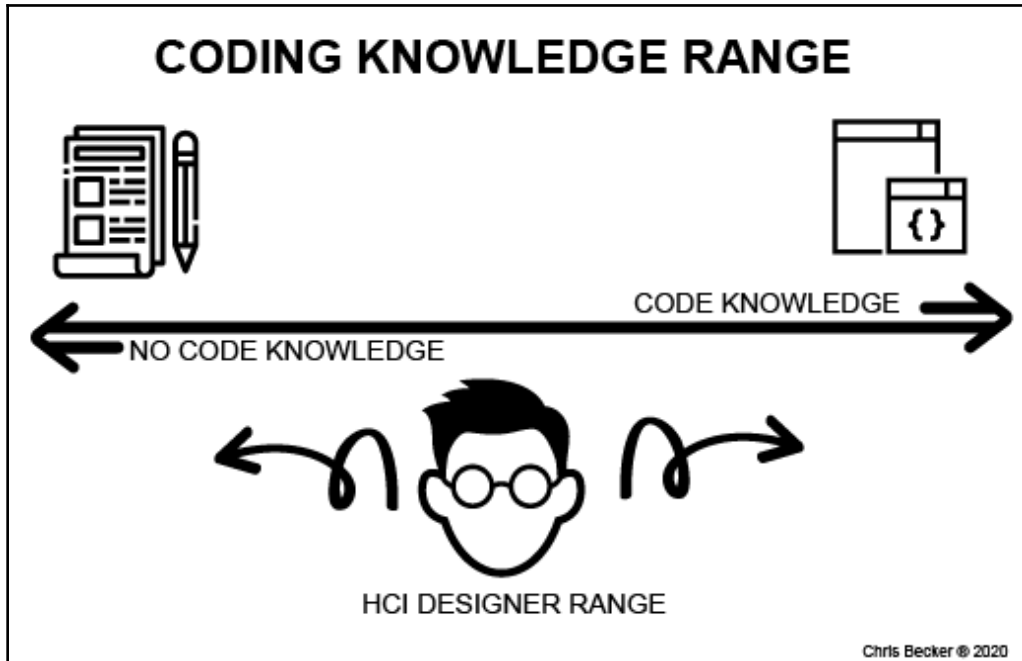 CODING KNOWLEDGE RANGE
{}
CODE KNOWLEDGE
NO CODE KNOWLEDGE
HCI DESIGNER RANGE
Chris Becker ® 2020